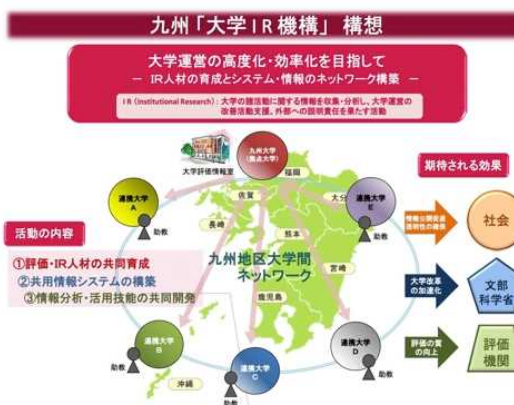 九州「大学IR機構」構想
大学運営の高度化・効率化を目指して
― IR人材の育成とシステム・情報のネットワーク構築 ―
IR (Institutional Research) : 大学の諸活動に関する情報を収集・分析し、大学運営の
改善活動支援、外部への説明責任を果たす活動
九州大学
(拠点大学)
大学評価情報室
福岡
佐賀
大分
長崎
熊本
宮崎
鹿児島
沖縄
連携大学
A
助教
連携大学
E
助教
九州地区大学間
ネットワーク
活動の内容
①評価・IR人材の共同育成
②共用情報システムの構築
③情報分析・活用技能の共同開発
連携大学
B
助教
連携大学
C
助教
連携大学
D
助教
期待される効果
社会
大学改革
の加速化
文部
科学省
評価の質
の向上
評価
機関